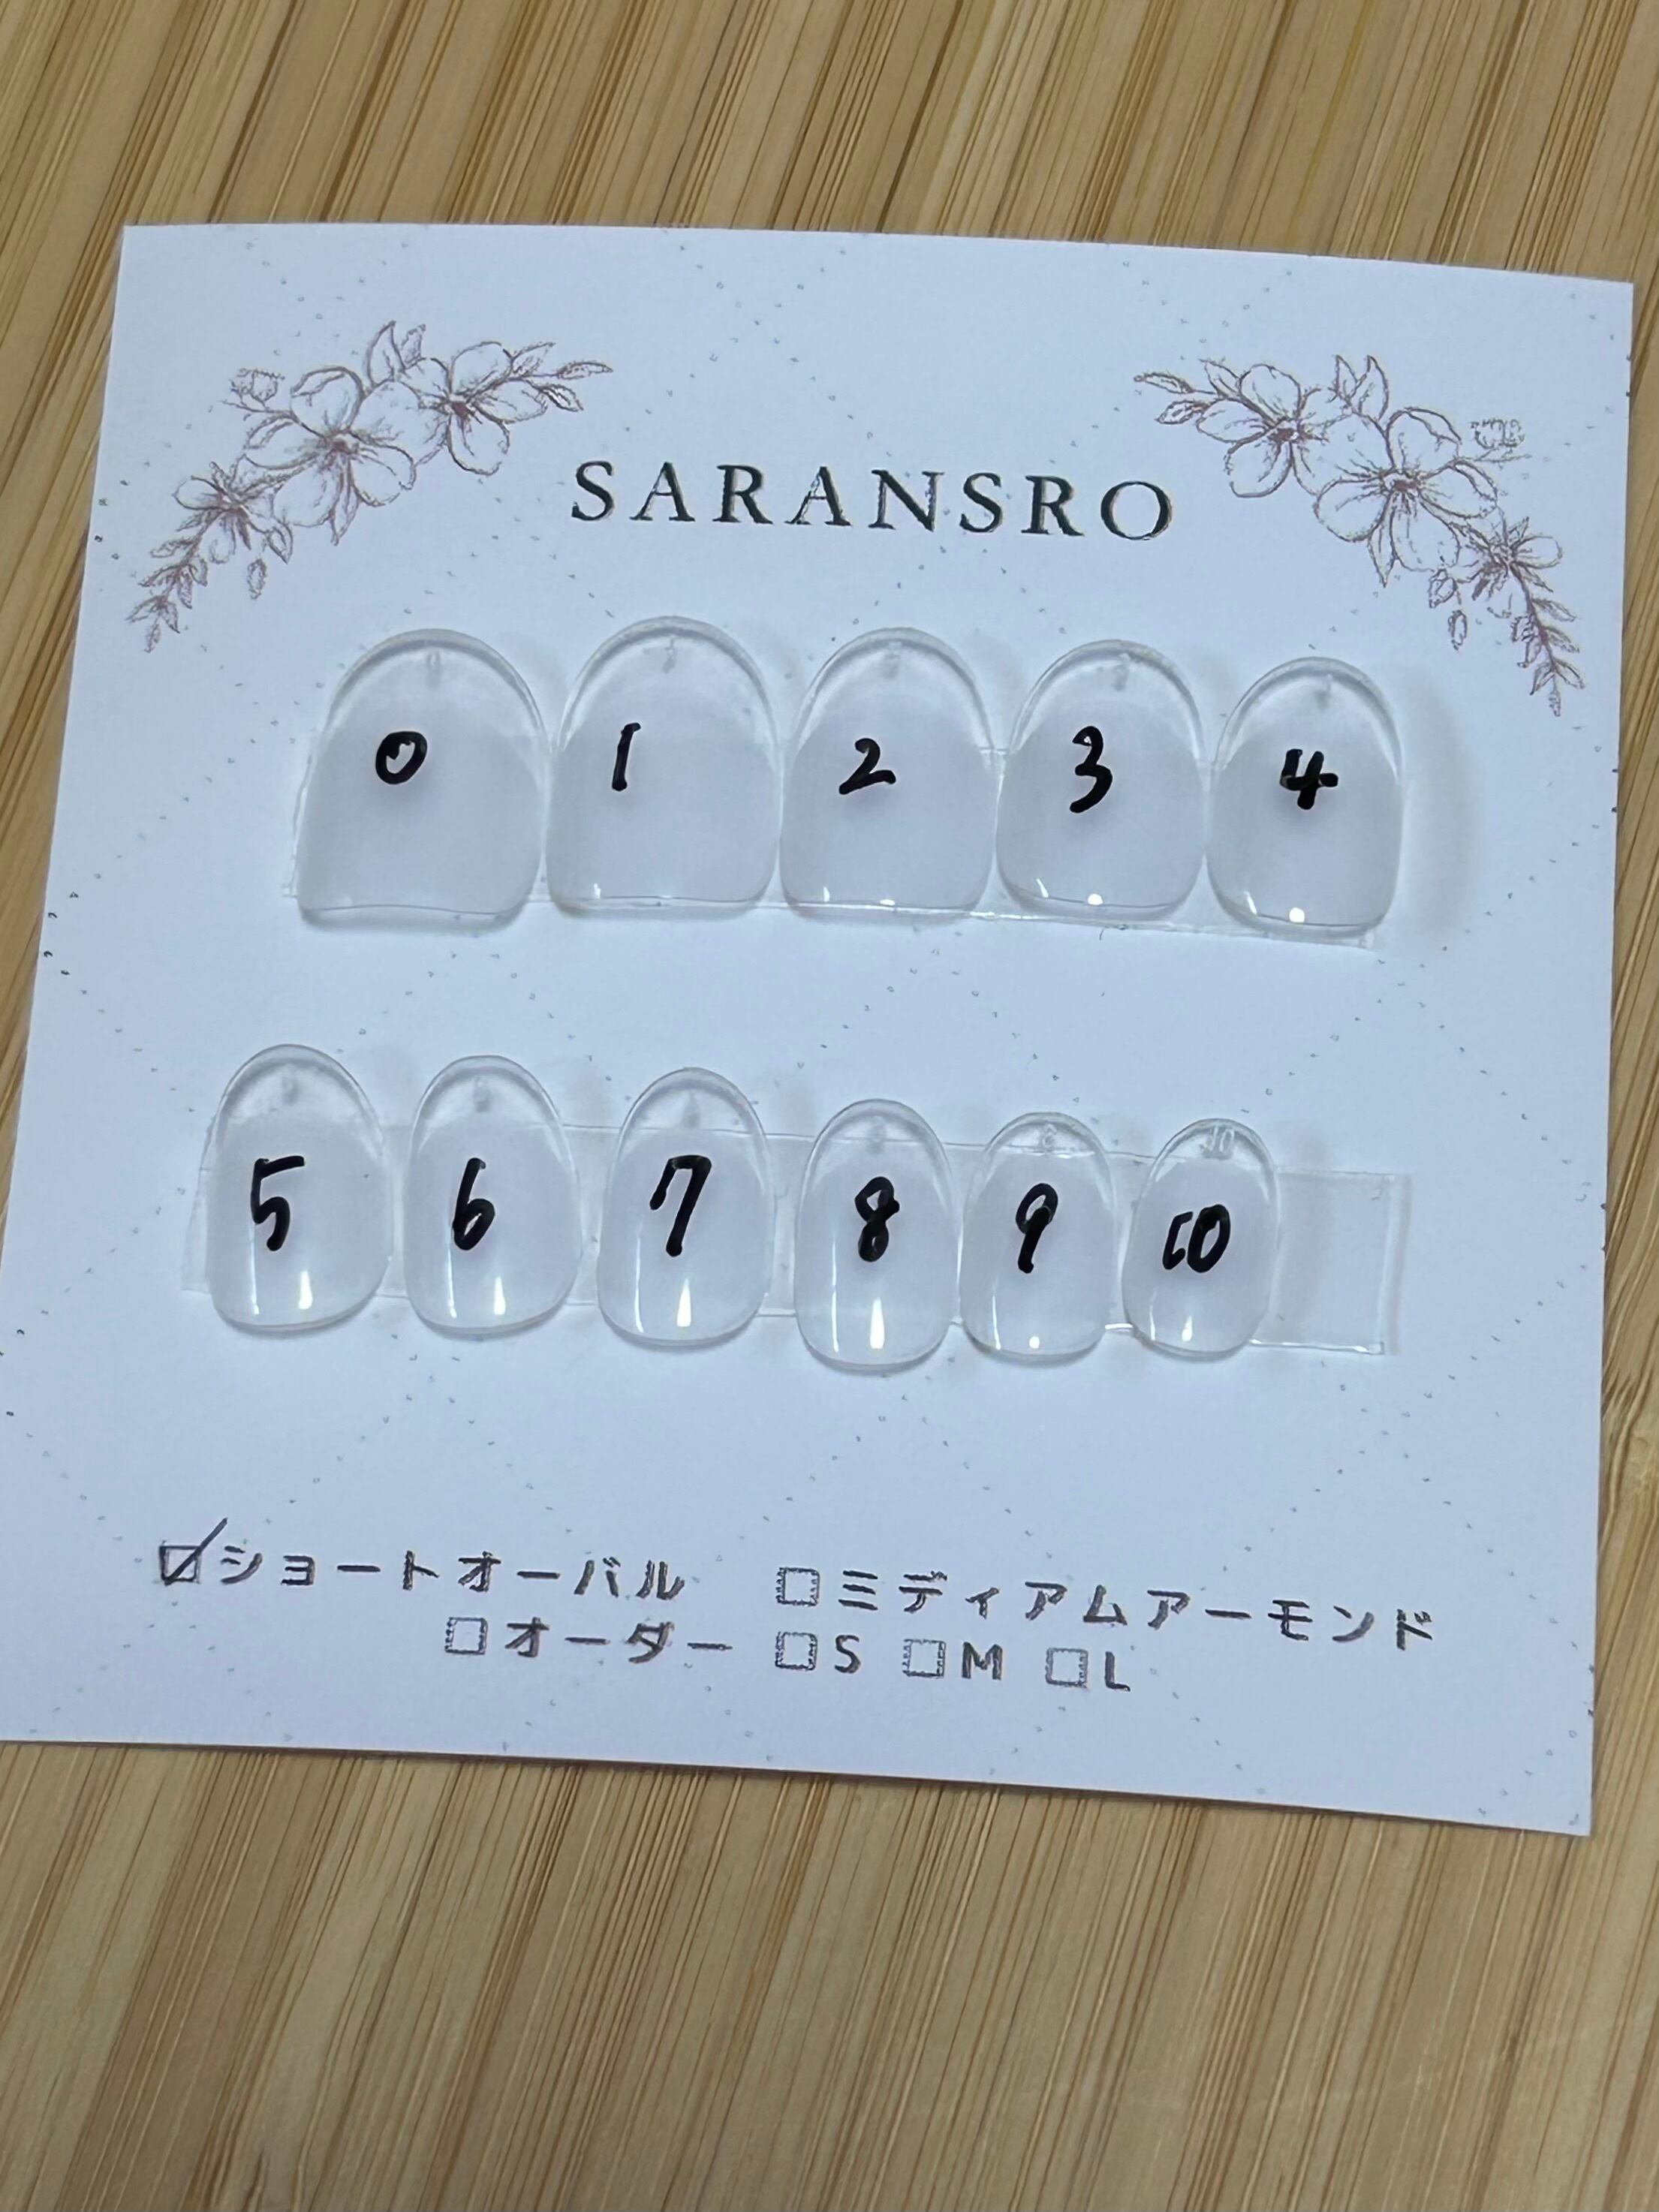 SARANSRO
0 1 2 3 4
5 6 7 8 9 10
☑ショートオーバル □ミディアムアーモンド
□オーダー □S □M □L